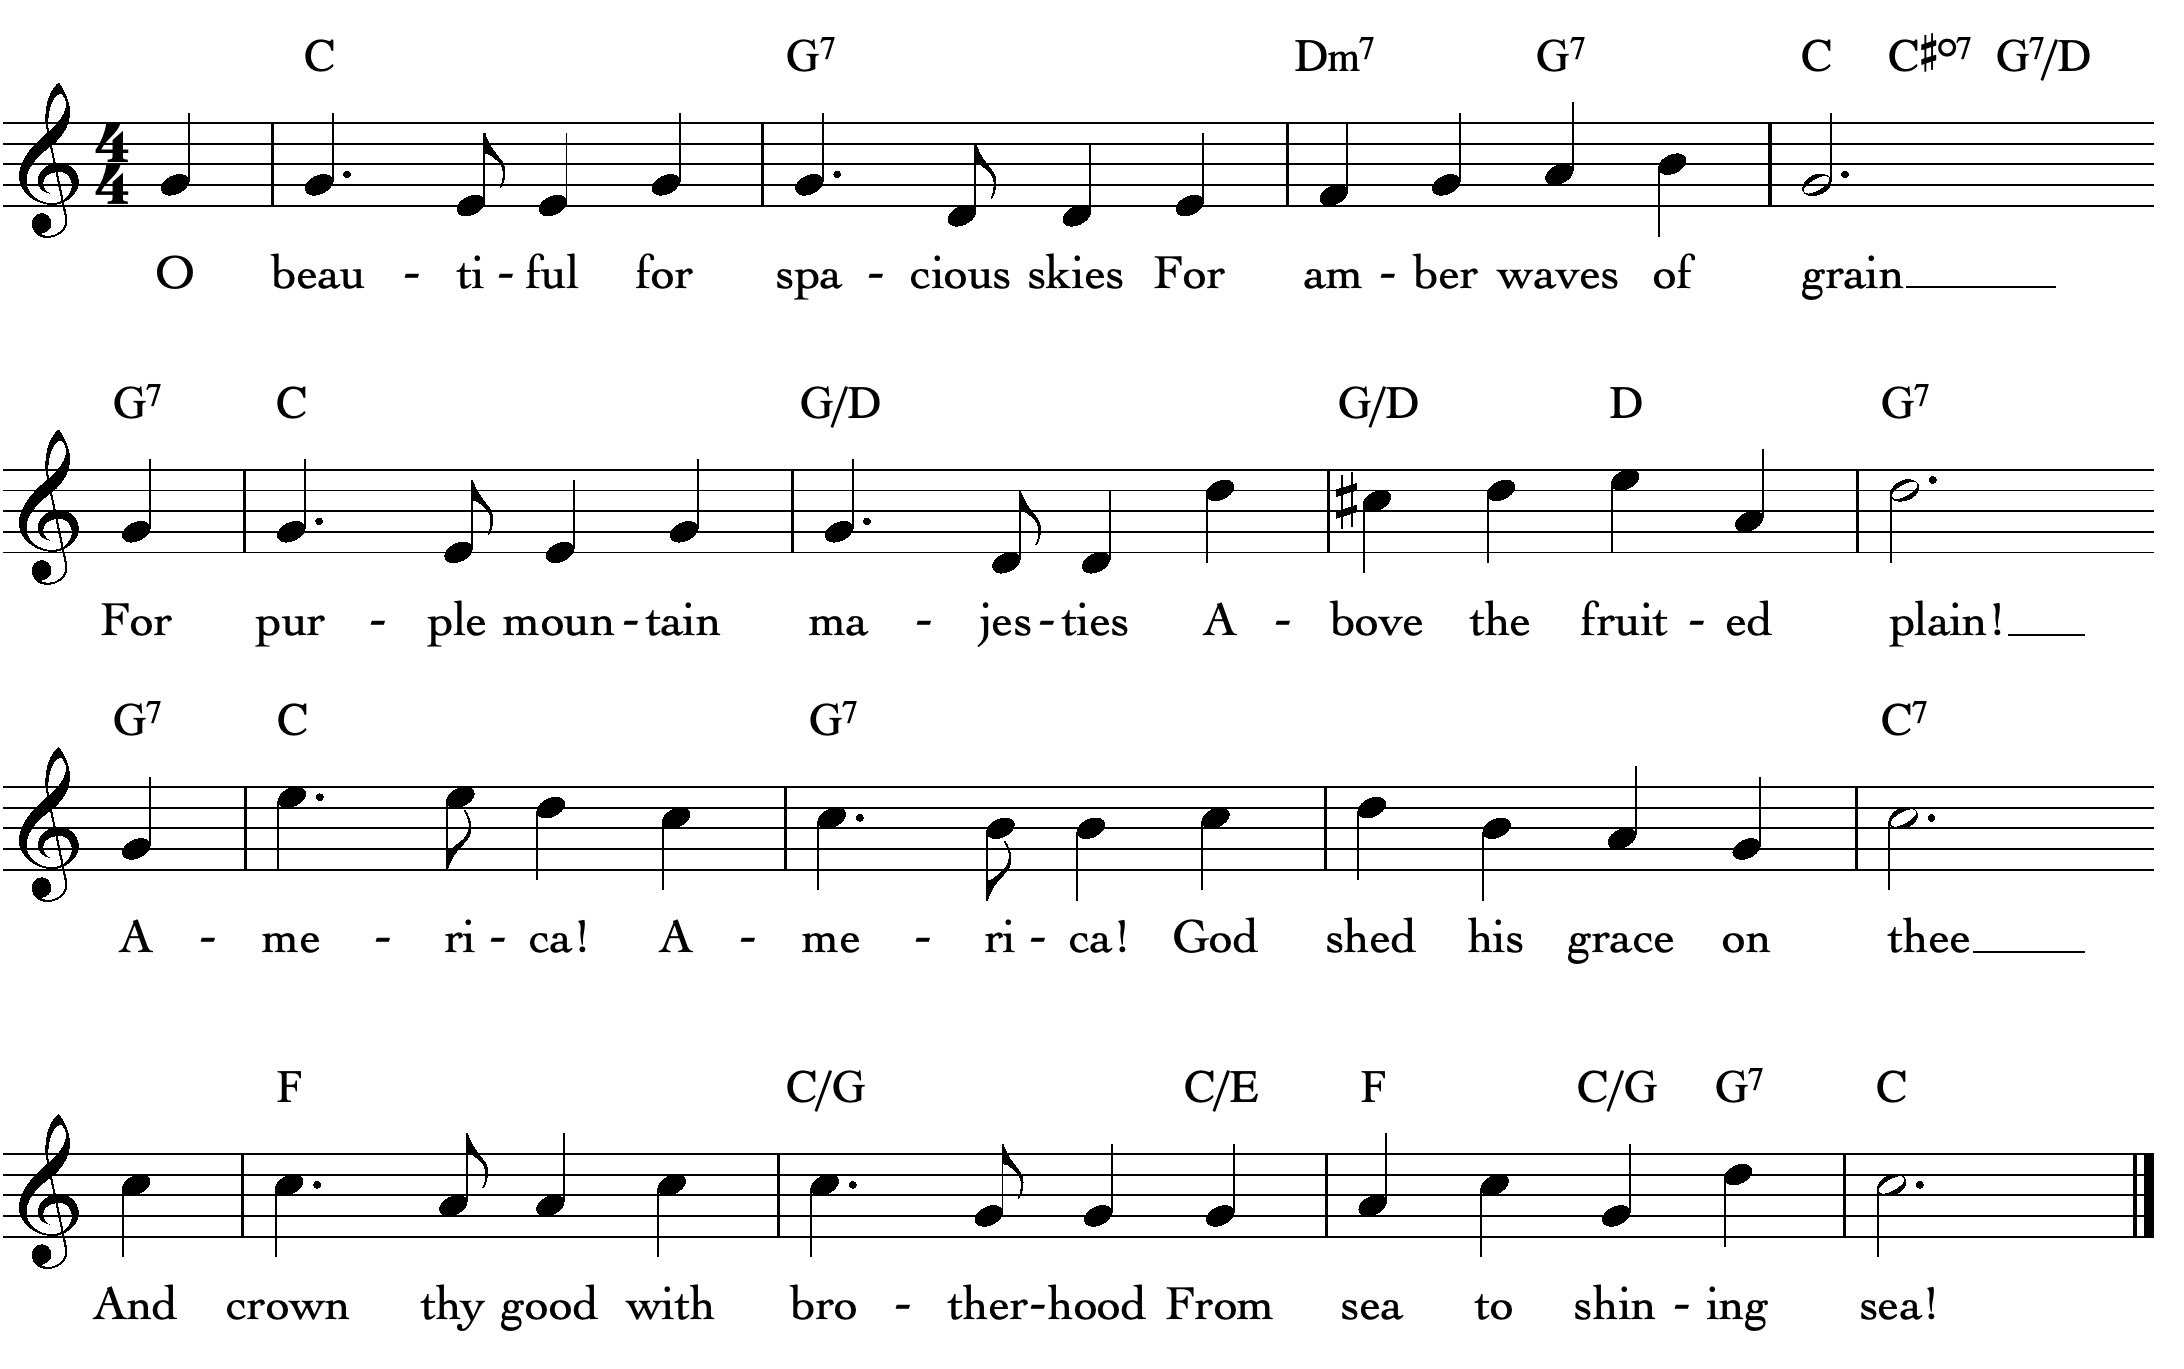 C G7 Dm7 G7 C C♯o7 G7/D
4
4
O beau - ti - ful for spa - cious skies For am - ber waves of grain
G7 C G/D G/D D G7
For pur - ple moun - tain ma - jes - ties A - bove the fruit - ed plain!
G7 C G7 C7
A - me - ri - ca! A - me - ri - ca! God shed his grace on thee
F C/G C/E F C/G G7 C
And crown thy good with bro - ther - hood From sea to shin - ing sea!